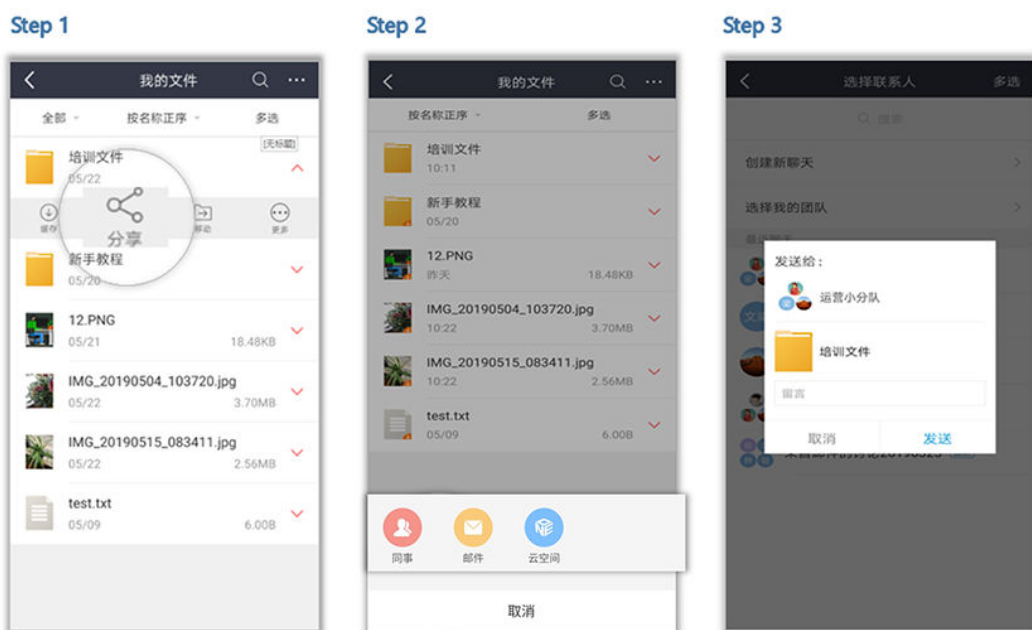 Step 1
我的文件
全部
按名称正序
多选
[无标题]
培训文件
05/22
缓存
分享
移动
更多
新手教程
05/20
12.PNG
05/21
18.48KB
IMG_20190504_103720.jpg
05/22
3.70MB
IMG_20190515_083411.jpg
05/22
2.56MB
test.txt
05/09
6.00B
Step 2
我的文件
按名称正序
多选
培训文件
10:11
新手教程
05/20
12.PNG
昨天
18.48KB
IMG_20190504_103720.jpg
10:22
3.70MB
IMG_20190515_083411.jpg
10:22
2.56MB
test.txt
05/09
6.00B
同事
邮件
云空间
取消
Step 3
选择联系人
多选
搜索
创建新聊天
选择我的团队
最近聊天
发送给：
运营小分队
培训文件
留言
取消
发送